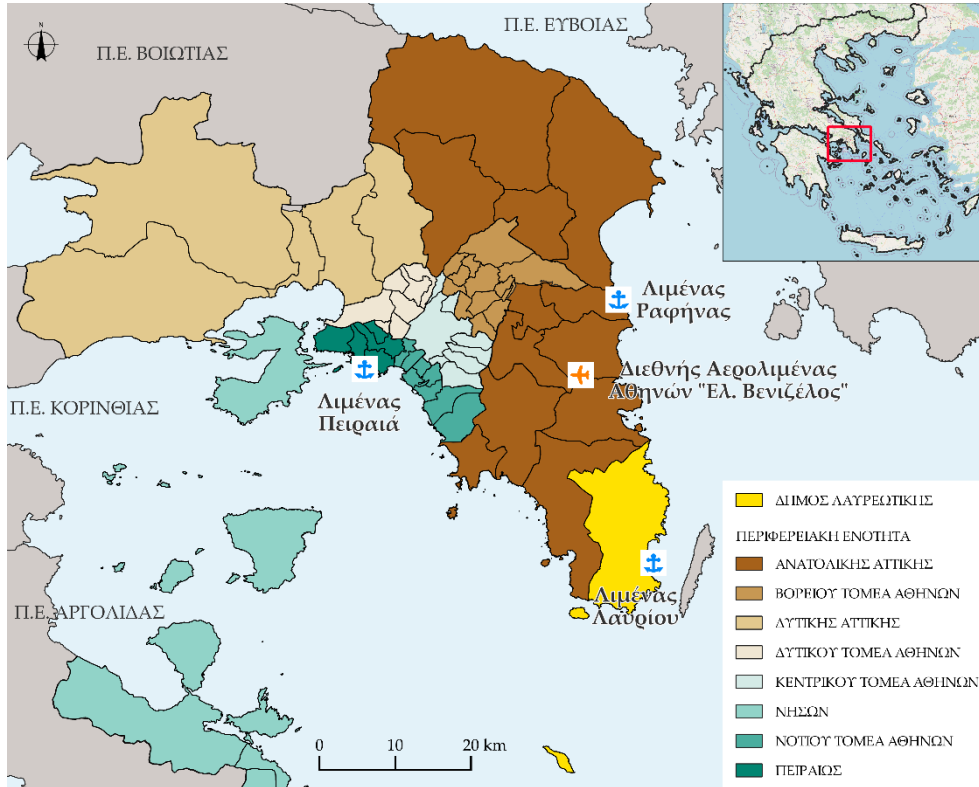 N
Π.Ε. ΒΟΙΩΤΙΑΣ
Π.Ε. ΕΥΒΟΙΑΣ
Λιμένας
Ραφήνας
Διεθνής Αερολιμένας
Αθηνών "Ελ. Βενιζέλος"
Π.Ε. ΚΟΡΙΝΘΙΑΣ
Λιμένας
Πειραιά
Π.Ε. ΑΡΓΟΛΙΔΑΣ
Λιμένας
Λαυρίου
0 10 20 km
ΔΗΜΟΣ ΛΑΥΡΕΩΤΙΚΗΣ
ΠΕΡΙΦΕΡΕΙΑΚΗ ΕΝΟΤΗΤΑ
ΑΝΑΤΟΛΙΚΗΣ ΑΤΤΙΚΗΣ
ΒΟΡΕΙΟΥ ΤΟΜΕΑ ΑΘΗΝΩΝ
ΔΥΤΙΚΗΣ ΑΤΤΙΚΗΣ
ΔΥΤΙΚΟΥ ΤΟΜΕΑ ΑΘΗΝΩΝ
ΚΕΝΤΡΙΚΟΥ ΤΟΜΕΑ ΑΘΗΝΩΝ
ΝΗΣΩΝ
ΝΟΤΙΟΥ ΤΟΜΕΑ ΑΘΗΝΩΝ
ΠΕΙΡΑΙΩΣ